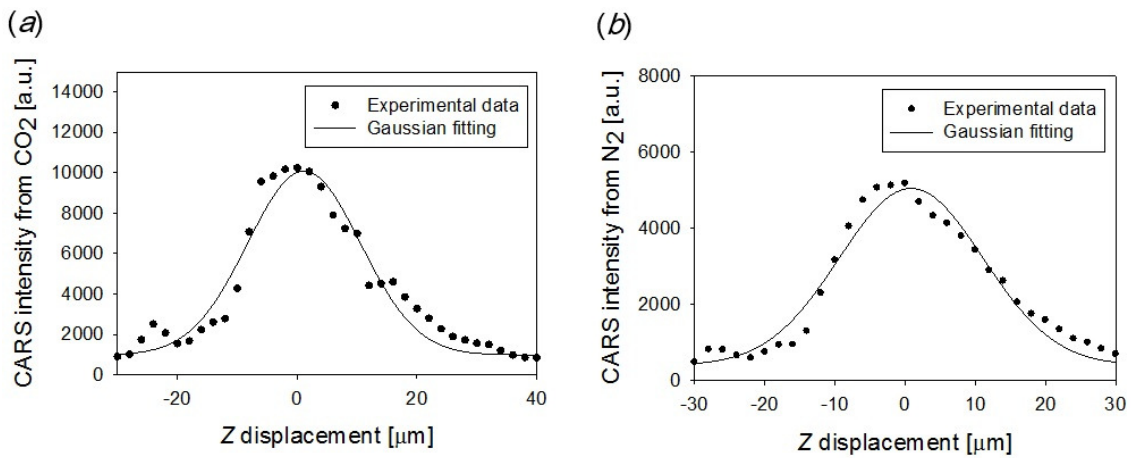 (a)
CARS intensity from CO2 [a.u.]
14000
12000
10000
8000
6000
4000
2000
0
Experimental data
Gaussian fitting
-20 0 20 40
Z displacement [μm]
(b)
CARS intensity from N2 [a.u.]
8000
6000
4000
2000
0
Experimental data
Gaussian fitting
-30 -20 -10 0 10 20 30
Z displacement [μm]